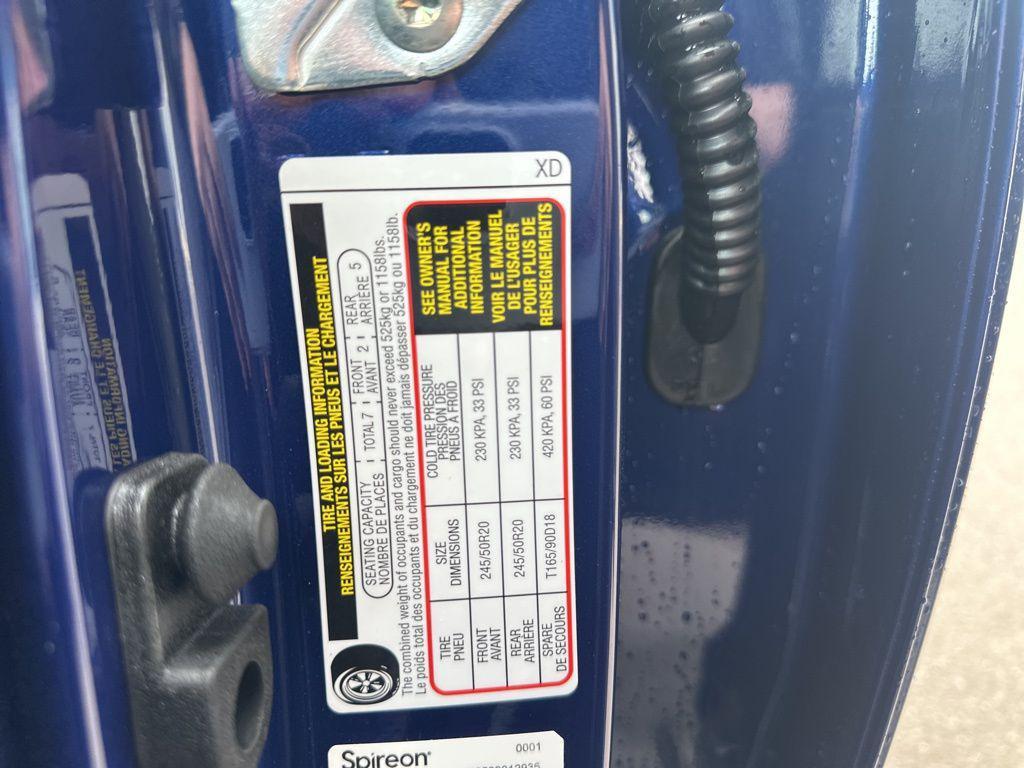 XD
TIRE AND LOADING INFORMATION
RENSEIGNEMENTS SUR LES PNEUS ET LE CHARGEMENT
SEATING CAPACITY TOTAL 7 FRONT 2 REAR 5
NOMBRE DE PLACES AVANT ARRIÈRE
The combined weight of occupants and cargo should never exceed 525kg or 1158lbs.
Le poids total des occupants et du chargement ne doit jamais dépasser 525kg ou 1158lb.
TIRE SIZE COLD TIRE PRESSURE
PNEU DIMENSIONS PRESSION DES
PNEUS A FROID
FRONT 245/50R20 230 KPA, 33 PSI
AVANT
REAR 245/50R20 230 KPA, 33 PSI
ARRIÈRE
SPARE T165/90D18 420 KPA, 60 PSI
DE SECOURS
SEE OWNER'S
MANUAL FOR
ADDITIONAL
INFORMATION
VOGIR LE MANUEL
DE L'USAGER
POUR PLUS DE
RENSEIGNEMENTS
Spireon
0001